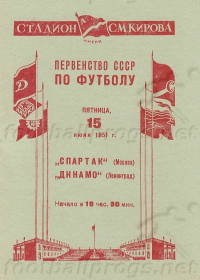 СТАДИОН С.М.КИРОВА
ПЕРВЕНСТВО СССР
ПО ФУТБОЛУ
ПЯТНИЦА,
15
июня 1951 г.
„СПАРТАК“ (Москва)
„ДИНАМО“ (Ленинград)
Начало в 19 час. 30 мин.
footballprogs.net